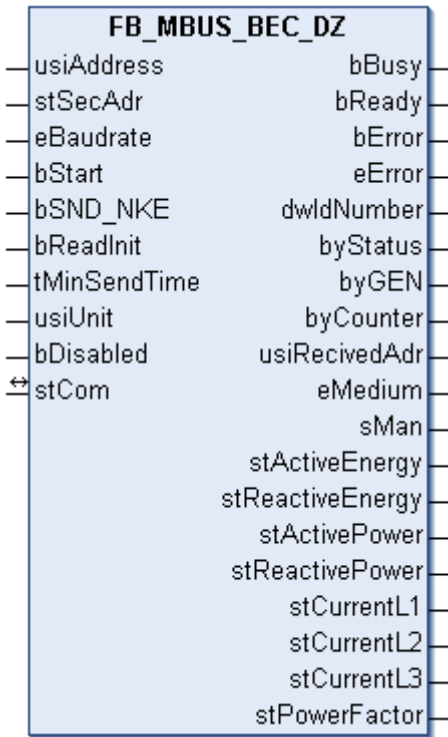 FB_MBUS_BEC_DZ
usiAddress bBusy
stSecAdr bReady
eBaudrate bError
bStart eError
bSND_NKE dwIdNumber
bReadInit byStatus
tMinSendTime byGEN
usiUnit byCounter
bDisabled usiRecivedAdr
stCom eMedium
sMan
stActiveEnergy
stReactiveEnergy
stActivePower
stReactivePower
stCurrentL1
stCurrentL2
stCurrentL3
stPowerFactor